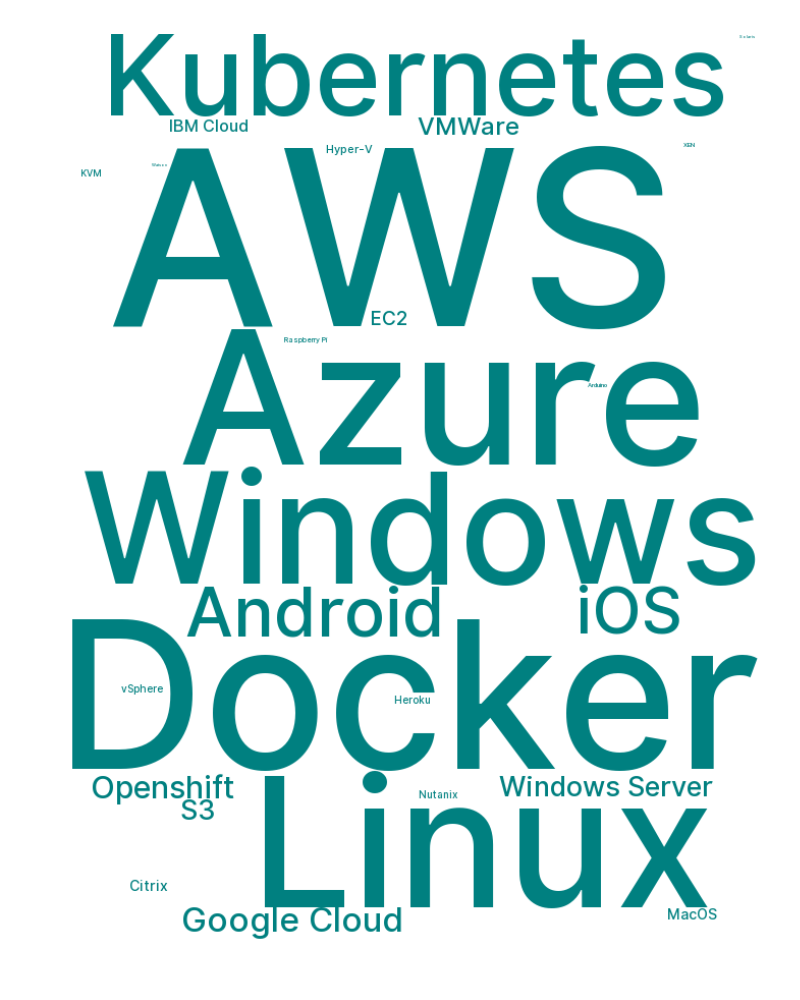 Kubernetes
IBM Cloud
VMWare
Hyper-V
XEN
KVM
AWS
EC2
Raspberry Pi
Azure
Arduino
Windows
Android
iOS
Docker
vSphere
Heroku
Openshift
Windows Server
Nutanix
S3
Linux
Citrix
MacOS
Google Cloud